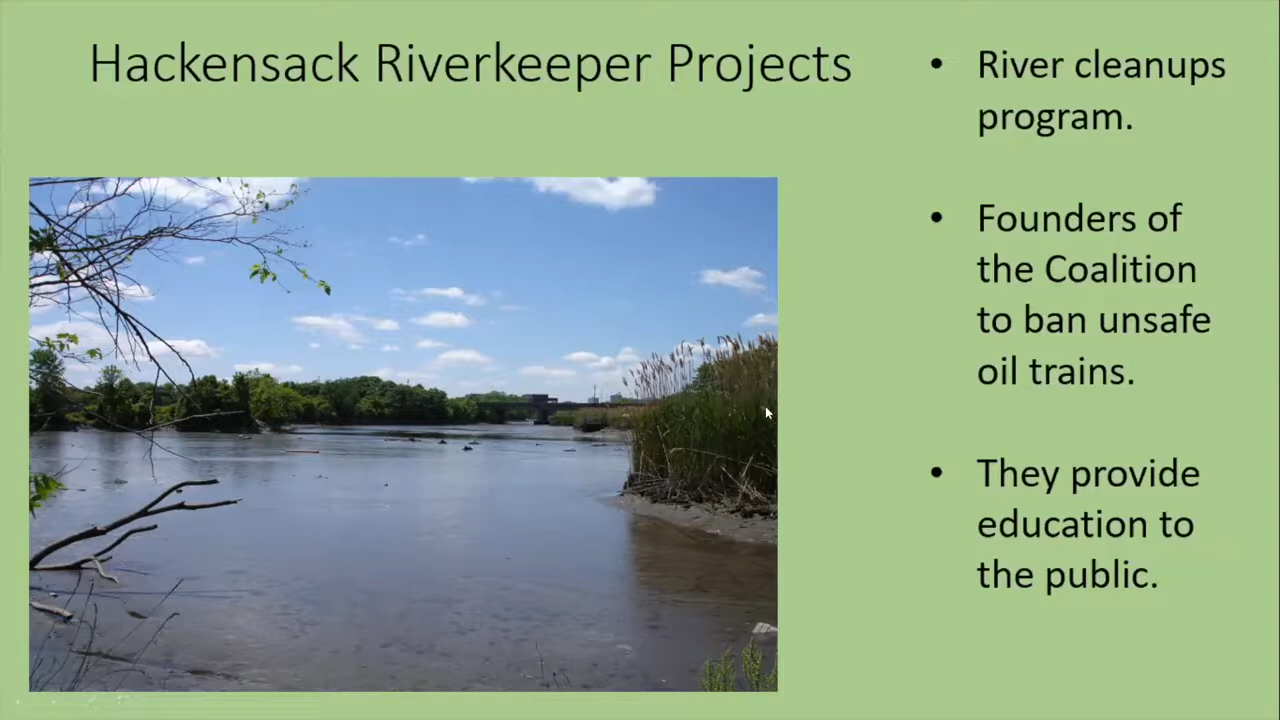 Hackensack Riverkeeper Projects
• River cleanups
program.
• Founders of
the Coalition
to ban unsafe
oil trains.
• They provide
education to
the public.